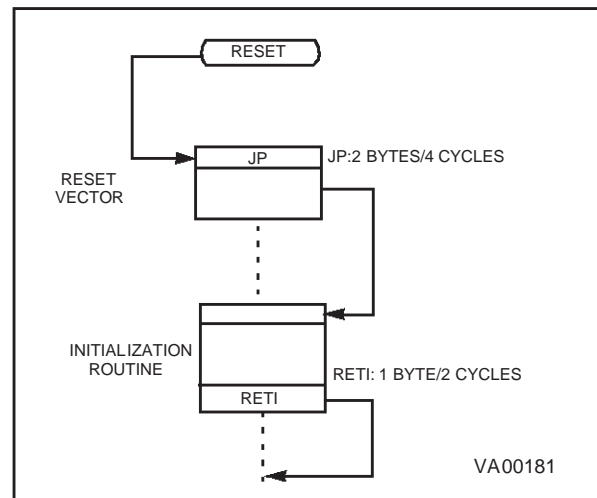 RESET
JP
JP:2 BYTES/4 CYCLES
RESET
VECTOR
INITIALIZATION
ROUTINE
RETI: 1 BYTE/2 CYCLES
RETI
VA00181